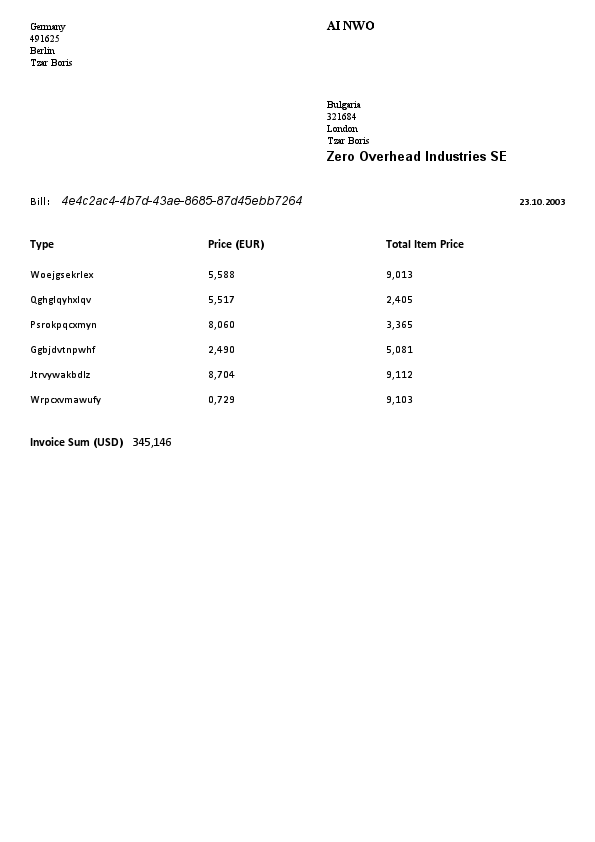 Germany
491625
Berlin
Tzar Boris
AI NWO
Bulgaria
321684
London
Tzar Boris
Zero Overhead Industries SE
Bill: 4e4c2ac4-4b7d-43ae-8685-87d45ebb7264 23.10.2003
Type Price (EUR) Total Item Price
Woejgsekrlex 5,588 9,013
Qghglqyhxlqv 5,517 2,405
Psrokpqcxmyn 8,060 3,365
Ggbjdvtnpwhf 2,490 5,081
Jtrvywakbdlz 8,704 9,112
Wrpcxvmawufy 0,729 9,103
Invoice Sum (USD) 345,146